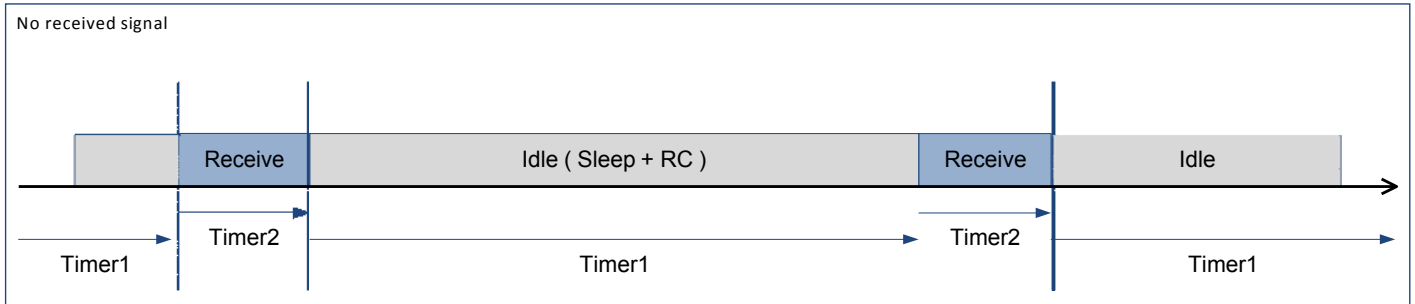 No received signal
Receive
Idle ( Sleep + RC )
Receive
Idle
Timer2
Timer2
Timer1
Timer1
Timer1